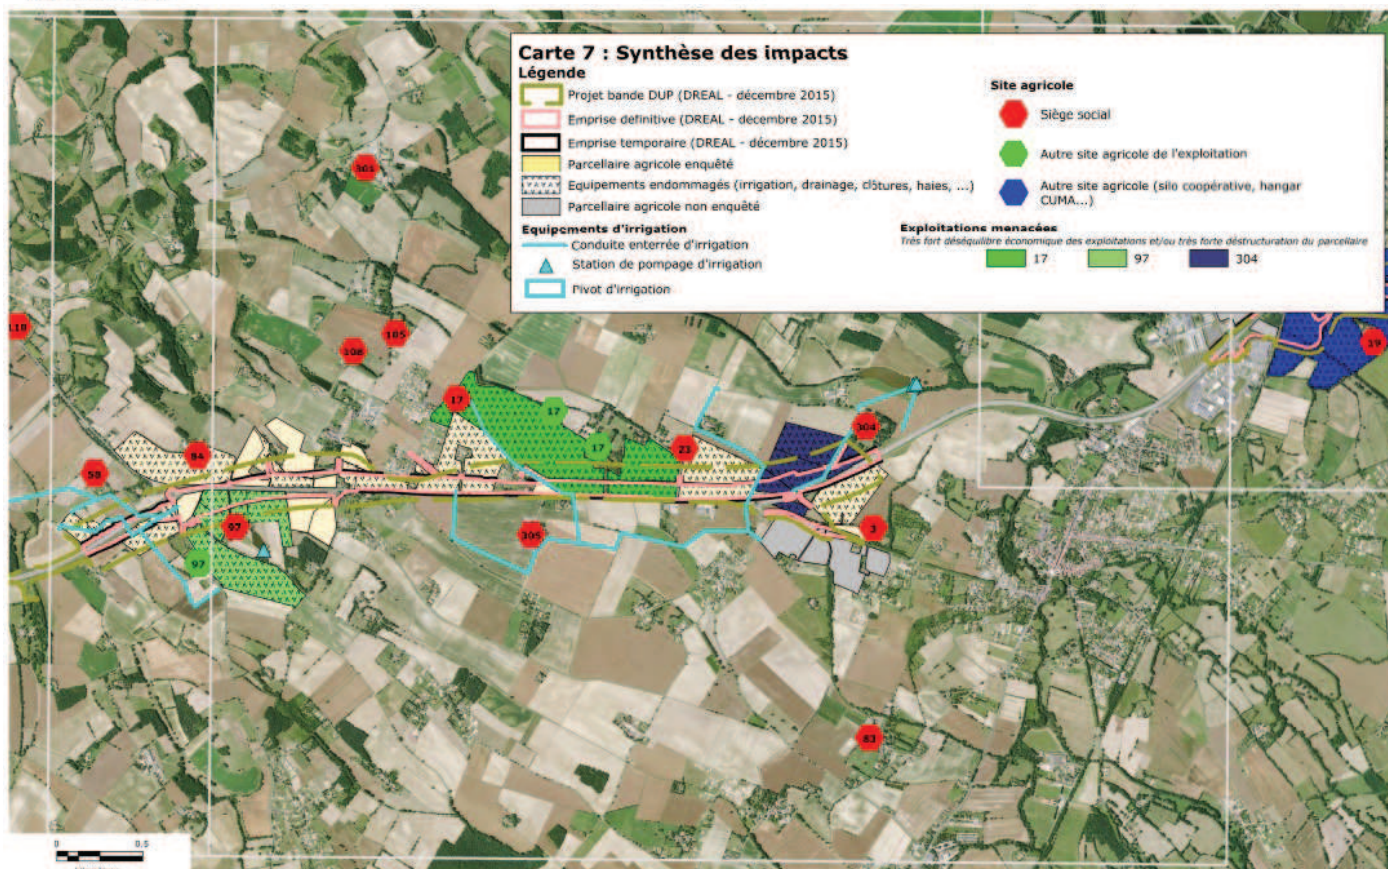 Carte 7 : Synthèse des impacts
Légende
Projet bande DUP (DREAL - décembre 2015)
Emprise définitive (DREAL - décembre 2015)
Emprise temporaire (DREAL - décembre 2015)
Parcellaire agricole enquêté
Equipements endommagés (irrigation, drainage, clôtures, haies, ...)
Parcellaire agricole non enquêté
Equipements d'irrigation
Conduite enterrée d'irrigation
Station de pompage d'irrigation
Pivot d'irrigation
Site agricole
Siège social
Autre site agricole de l'exploitation
Autre site agricole (silo coopérative, hangar
CUMA...)
Exploitations menacées
Très fort déséquilibre économique des exploitations et/ou très forte déstructuration du parcellaire
17 97 304
301
110
105
108
19
17
17
17
304
23
84
50
97
97
305
3
83
0 0.5